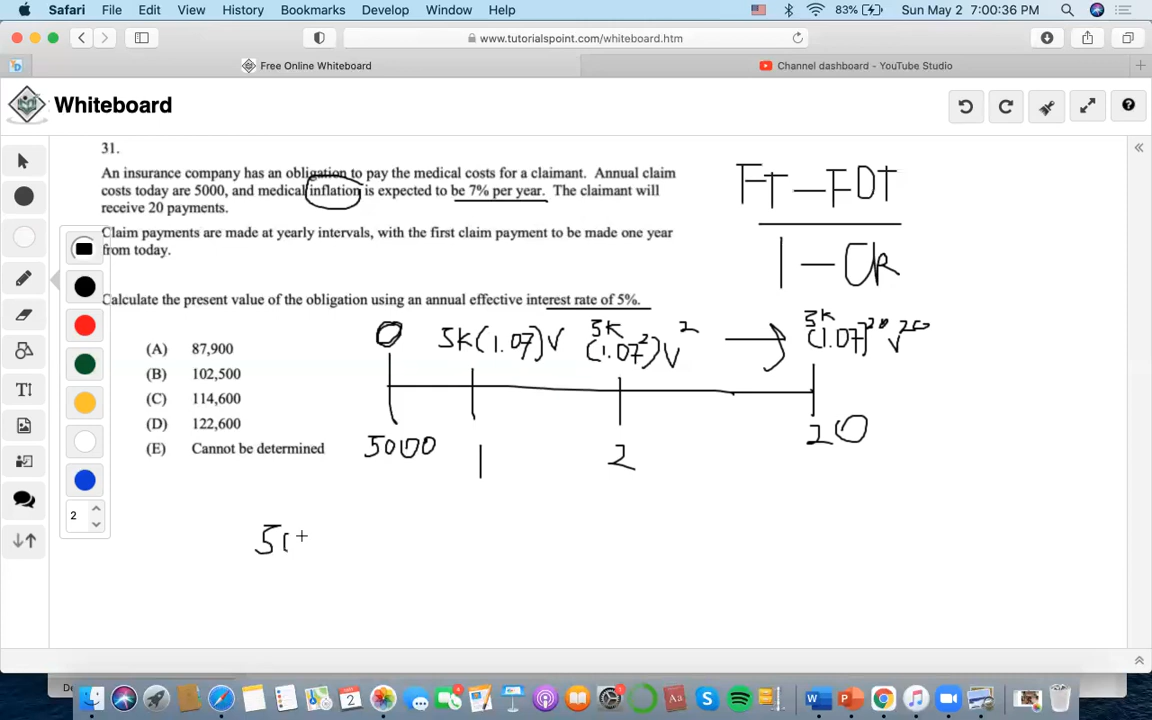 Safari File Edit View History Bookmarks Develop Window Help 83% Sun May 2 7:00:36 PM
www.tutorialspoint.com/whiteboard.htm
Free Online Whiteboard Channel dashboard - YouTube Studio
Whiteboard
31.
An insurance company has an obligation to pay the medical costs for a claimant. Annual claim
costs today are 5000, and medical inflation is expected to be 7% per year. The claimant will
receive 20 payments.
Claim payments are made at yearly intervals, with the first claim payment to be made one year
from today.
Calculate the present value of the obligation using an annual effective interest rate of 5%.
(A) 87,900
(B) 102,500
(C) 114,600
(D) 122,600
(E) Cannot be determined
FT - FDT
1 - CR
0 5K(1.07)V 5K (1.07²)V² 5K (1.07)²⁰ V²⁰
5000 1 2 20
2
T